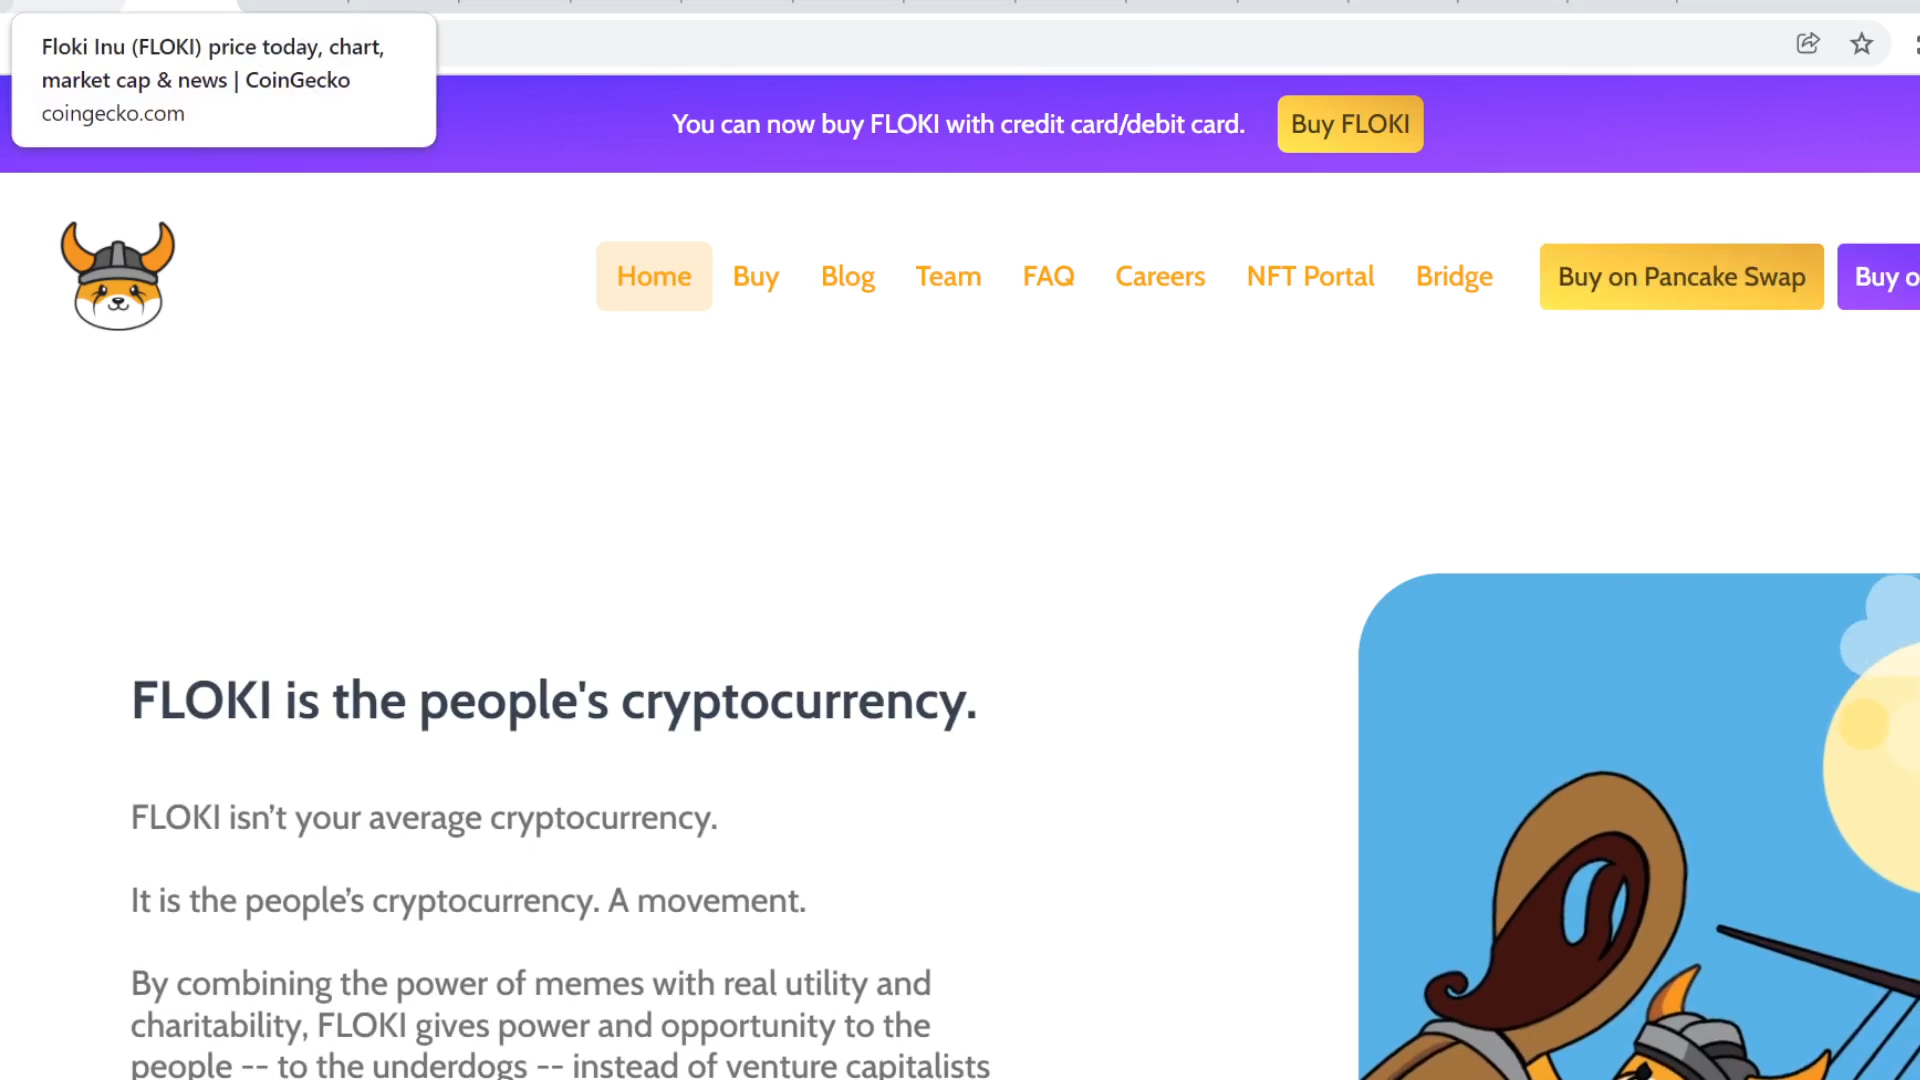 Floki Inu (FLOKI) price today, chart,
market cap & news | CoinGecko
coingecko.com
You can now buy FLOKI with credit card/debit card.
Buy FLOKI
Home Buy Blog Team FAQ Careers NFT Portal Bridge Buy on Pancake Swap Buy o
FLOKI is the people's cryptocurrency.
FLOKI isn’t your average cryptocurrency.
It is the people’s cryptocurrency. A movement.
By combining the power of memes with real utility and
charitability, FLOKI gives power and opportunity to the
people -- to the underdogs -- instead of venture capitalists